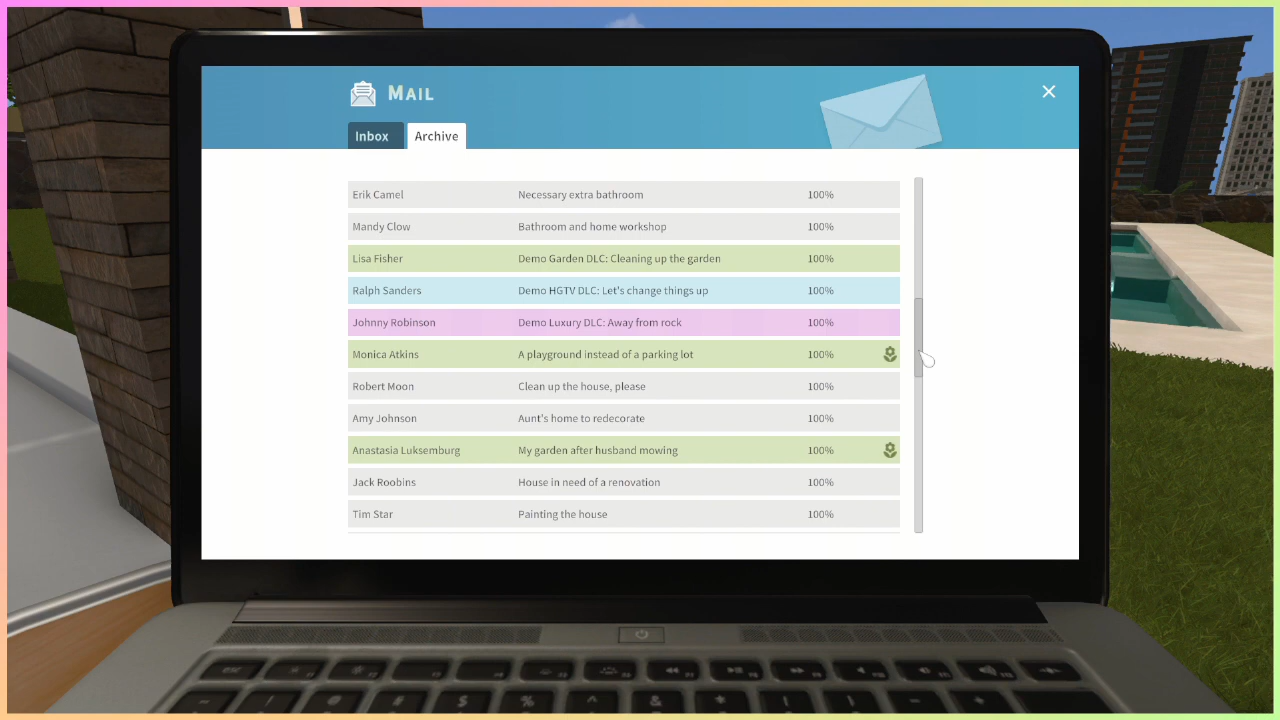 MAIL
Inbox Archive
Erik Camel Necessary extra bathroom 100%
Mandy Clow Bathroom and home workshop 100%
Lisa Fisher Demo Garden DLC: Cleaning up the garden 100%
Ralph Sanders Demo HGTV DLC: Let's change things up 100%
Johnny Robinson Demo Luxury DLC: Away from rock 100%
Monica Atkins A playground instead of a parking lot 100%
Robert Moon Clean up the house, please 100%
Amy Johnson Aunt's home to redecorate 100%
Anastasia Luksemburg My garden after husband mowing 100%
Jack Roobins House in need of a renovation 100%
Tim Star Painting the house 100%
esc
~ ! @ # $ % ^ & * ( ) _ +